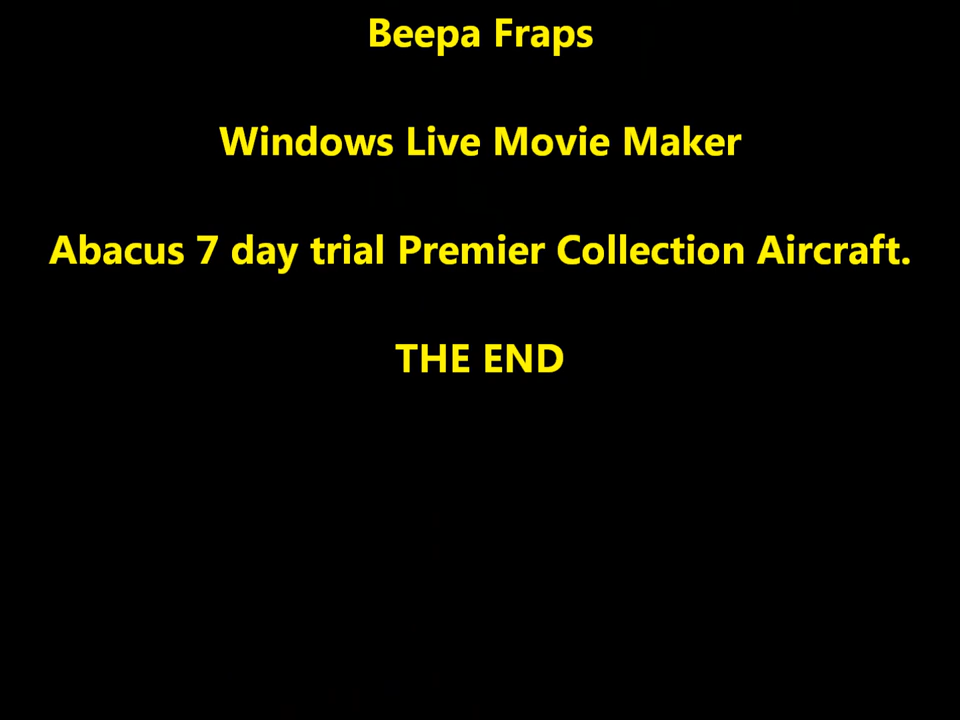 Beepa Fraps
Windows Live Movie Maker
Abacus 7 day trial Premier Collection Aircraft.
THE END